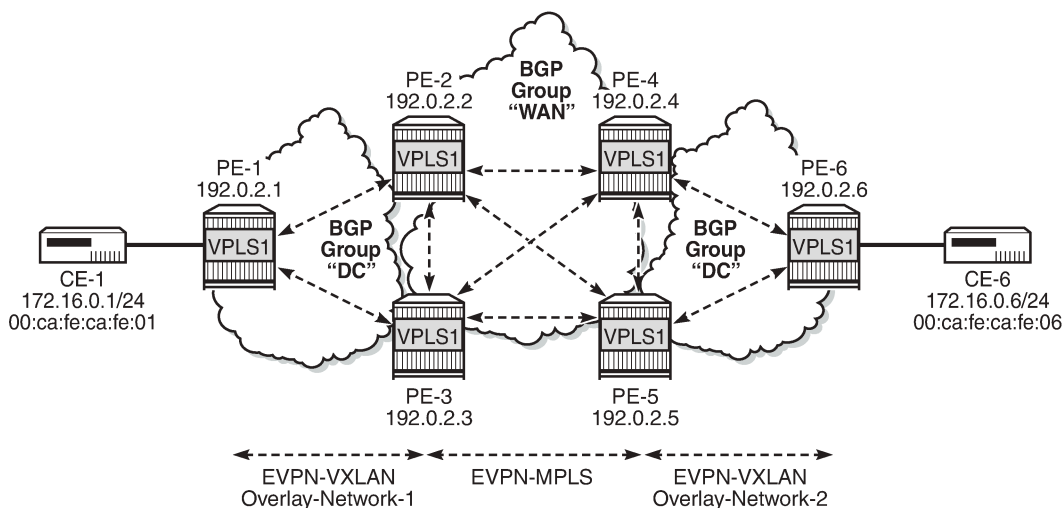 BGP
Group
“WAN”
PE-2
192.0.2.2
VPLS1
PE-4
192.0.2.4
VPLS1
PE-1
192.0.2.1
VPLS1
PE-6
192.0.2.6
VPLS1
BGP
Group
“DC”
BGP
Group
“DC”
CE-1
172.16.0.1/24
00:ca:fe:ca:fe:01
CE-6
172.16.0.6/24
00:ca:fe:ca:fe:06
VPLS1
PE-3
192.0.2.3
VPLS1
PE-5
192.0.2.5
EVPN-VXLAN
Overlay-Network-1
EVPN-MPLS
EVPN-VXLAN
Overlay-Network-2